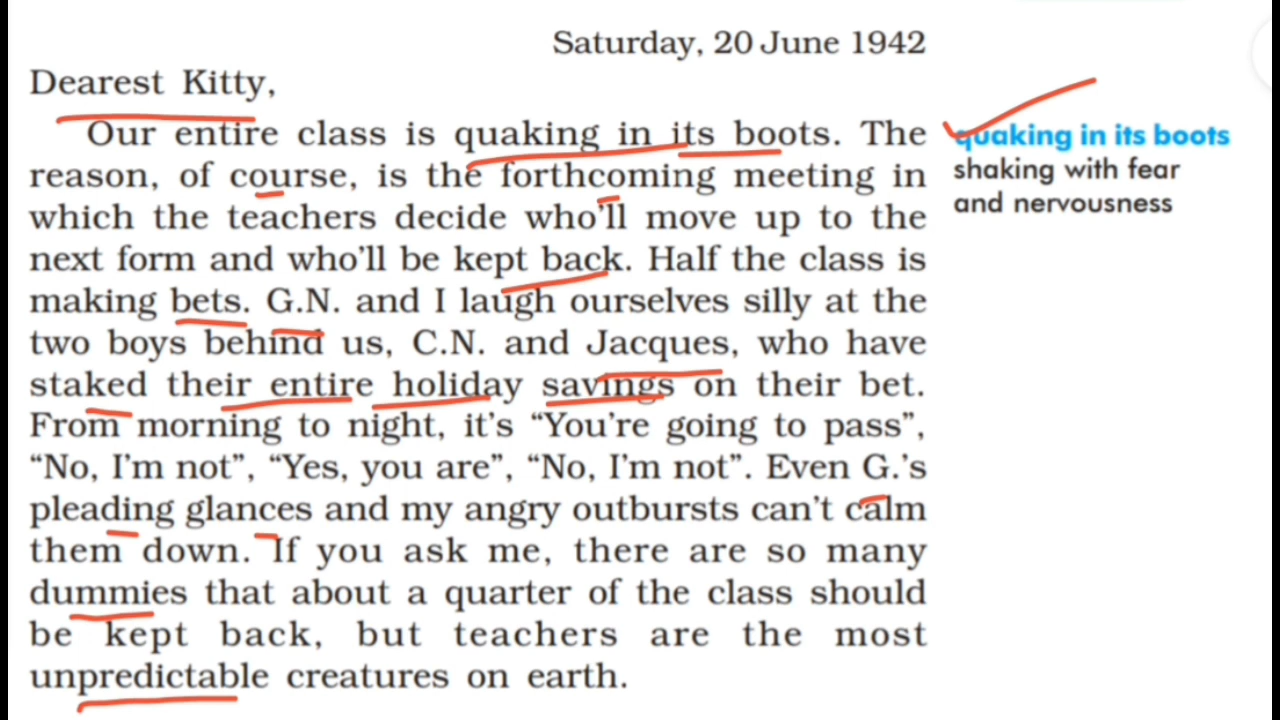 Saturday, 20 June 1942
Dearest Kitty,
Our entire class is quaking in its boots. The
reason, of course, is the forthcoming meeting in
which the teachers decide who’ll move up to the
next form and who’ll be kept back. Half the class is
making bets. G.N. and I laugh ourselves silly at the
two boys behind us, C.N. and Jacques, who have
staked their entire holiday savings on their bet.
From morning to night, it’s “You’re going to pass”,
“No, I’m not”, “Yes, you are”, “No, I’m not”. Even G.’s
pleading glances and my angry outbursts can’t calm
them down. If you ask me, there are so many
dummies that about a quarter of the class should
be kept back, but teachers are the most
unpredictable creatures on earth.
quaking in its boots
shaking with fear
and nervousness